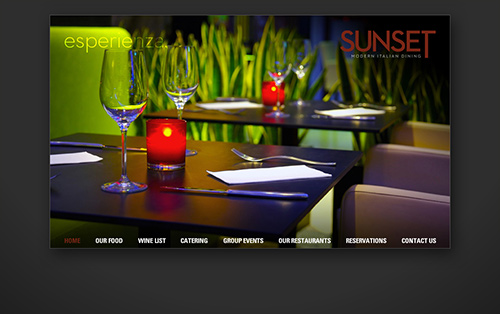 esperienza
SUNSET
MODERN ITALIAN DINING
HOME OUR FOOD WINE LIST CATERING GROUP EVENTS OUR RESTAURANTS RESERVATIONS CONTACT US